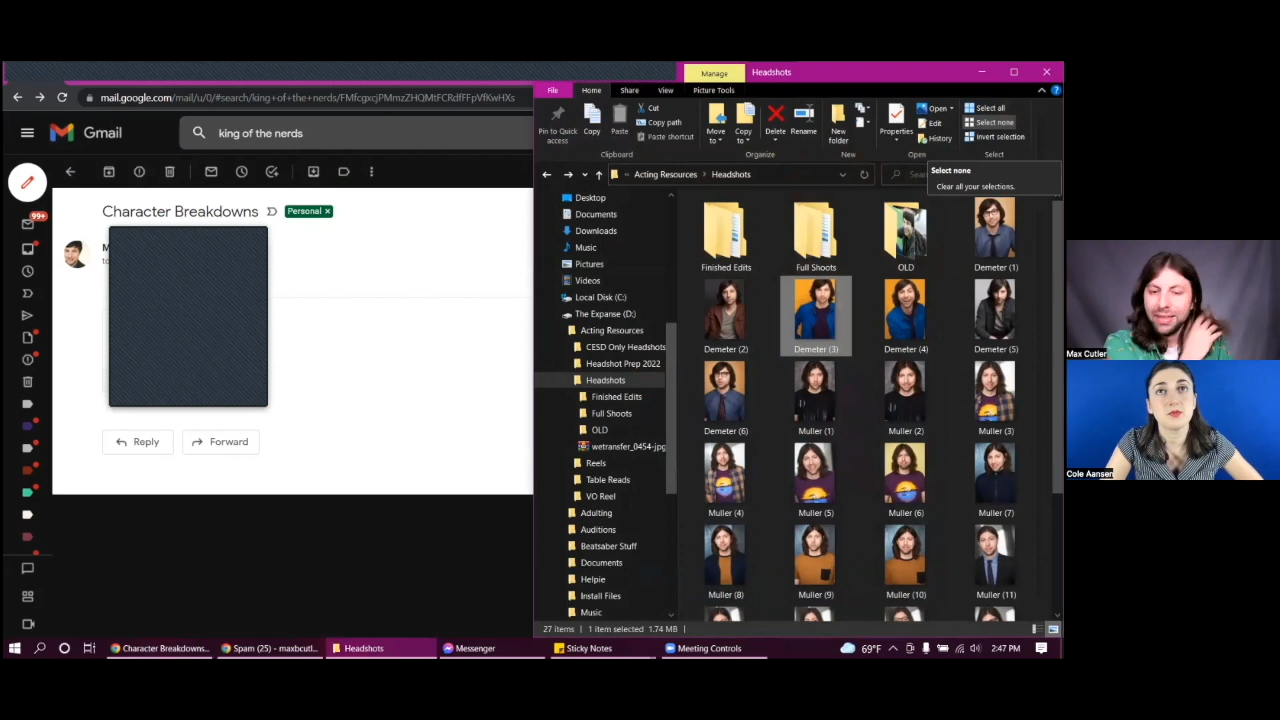 Manage
Headshots
mail.google.com/mail/u/0/#search/king+of+the+nerds/FMfcgxcjPMmzZHQMtFCRdfFFpVfKwHXs
File
Home
Share
View
Picture Tools
Gmail
king of the nerds
Pin to Quick access
Copy
Paste
Cut
Copy path
Paste shortcut
Move to
Copy to
Delete
Rename
New folder
Properties
Open
Edit
History
Select all
Select none
Invert selection
Clipboard
Organize
New
Open
Select
Select none
Clear all your selections.
« Acting Resources > Headshots
Character Breakdowns
Personal ×
M
to
99+
Reply
Forward
Desktop
Documents
Downloads
Music
Pictures
Videos
Local Disk (C:)
The Expanse (D:)
Acting Resources
CESD Only Headshots
Headshot Prep 2022
Headshots
Finished Edits
Full Shoots
OLD
wetransfer_0454-jpg
Reels
Table Reads
VO Reel
Adulting
Auditions
Beatsaber Stuff
Documents
Helpie
Install Files
Music
Finished Edits
Full Shoots
OLD
Demeter (1)
Demeter (2)
Demeter (3)
Demeter (4)
Demeter (5)
Demeter (6)
Muller (1)
Muller (2)
Muller (3)
Muller (4)
Muller (5)
Muller (6)
Muller (7)
Muller (8)
Muller (9)
Muller (10)
Muller (11)
27 items
1 item selected 1.74 MB
Max Cutler
Cole Aansen
Character Breakdowns...
Spam (25) - maxbcutl...
Headshots
Messenger
Sticky Notes
Meeting Controls
69°F
2:47 PM